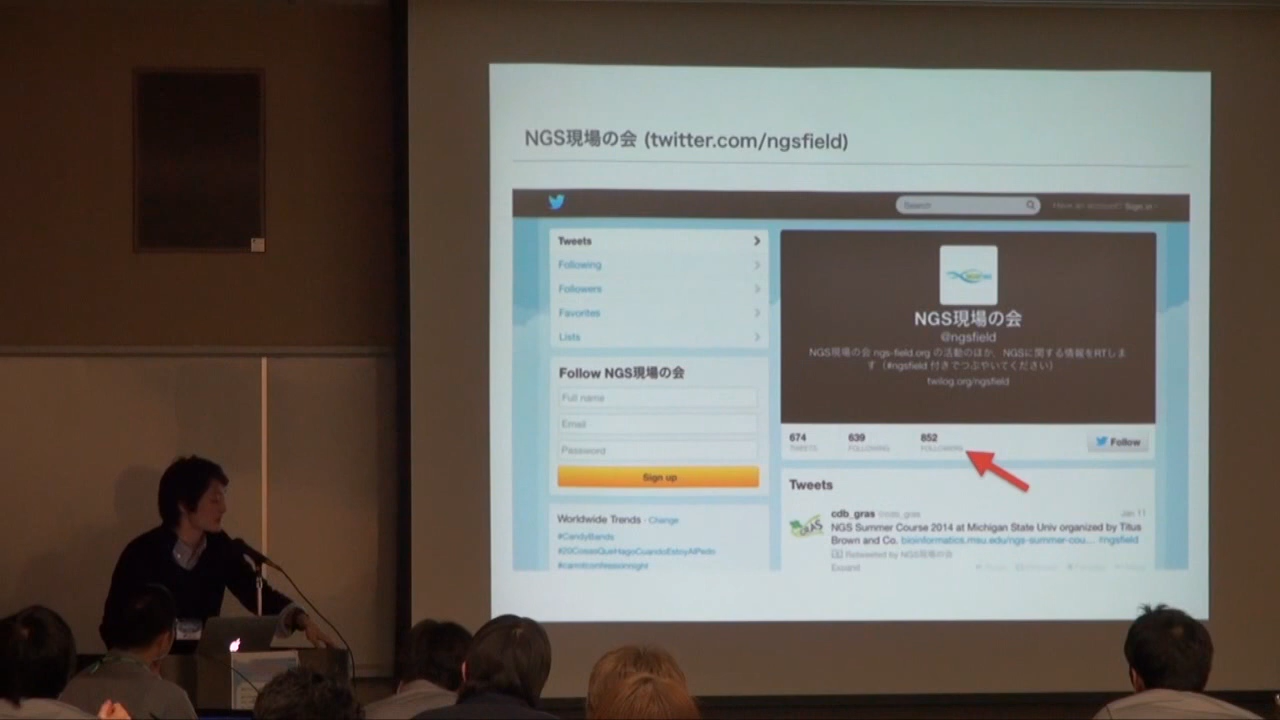 NGS現場の会 (twitter.com/ngsfield)
Search
Have an account? Sign in
Tweets
Following
Followers
Favorites
Lists
Follow NGS現場の会
Full name
Email
Password
Sign up
Worldwide Trends · Change
#CandyBands
#20CosasQueHagoCuandoEstoyAlPedo
#carmitconfessionnight
NGS現場の会
@ngsfield
NGS現場の会 ngs-field.org の活動のほか、NGSに関する情報をRTしま
す（#ngsfield 付きでつぶやいてください）
twilog.org/ngsfield
674 639 852
TWEETS FOLLOWING FOLLOWERS
Follow
Tweets
cdb_gras @cdb_gras Jan 11
NGS Summer Course 2014 at Michigan State Univ organized by Titus
Brown and Co. bioinformatics.msu.edu/ngs-summer-cou... #ngsfield
Retweeted by NGS現場の会
Expand